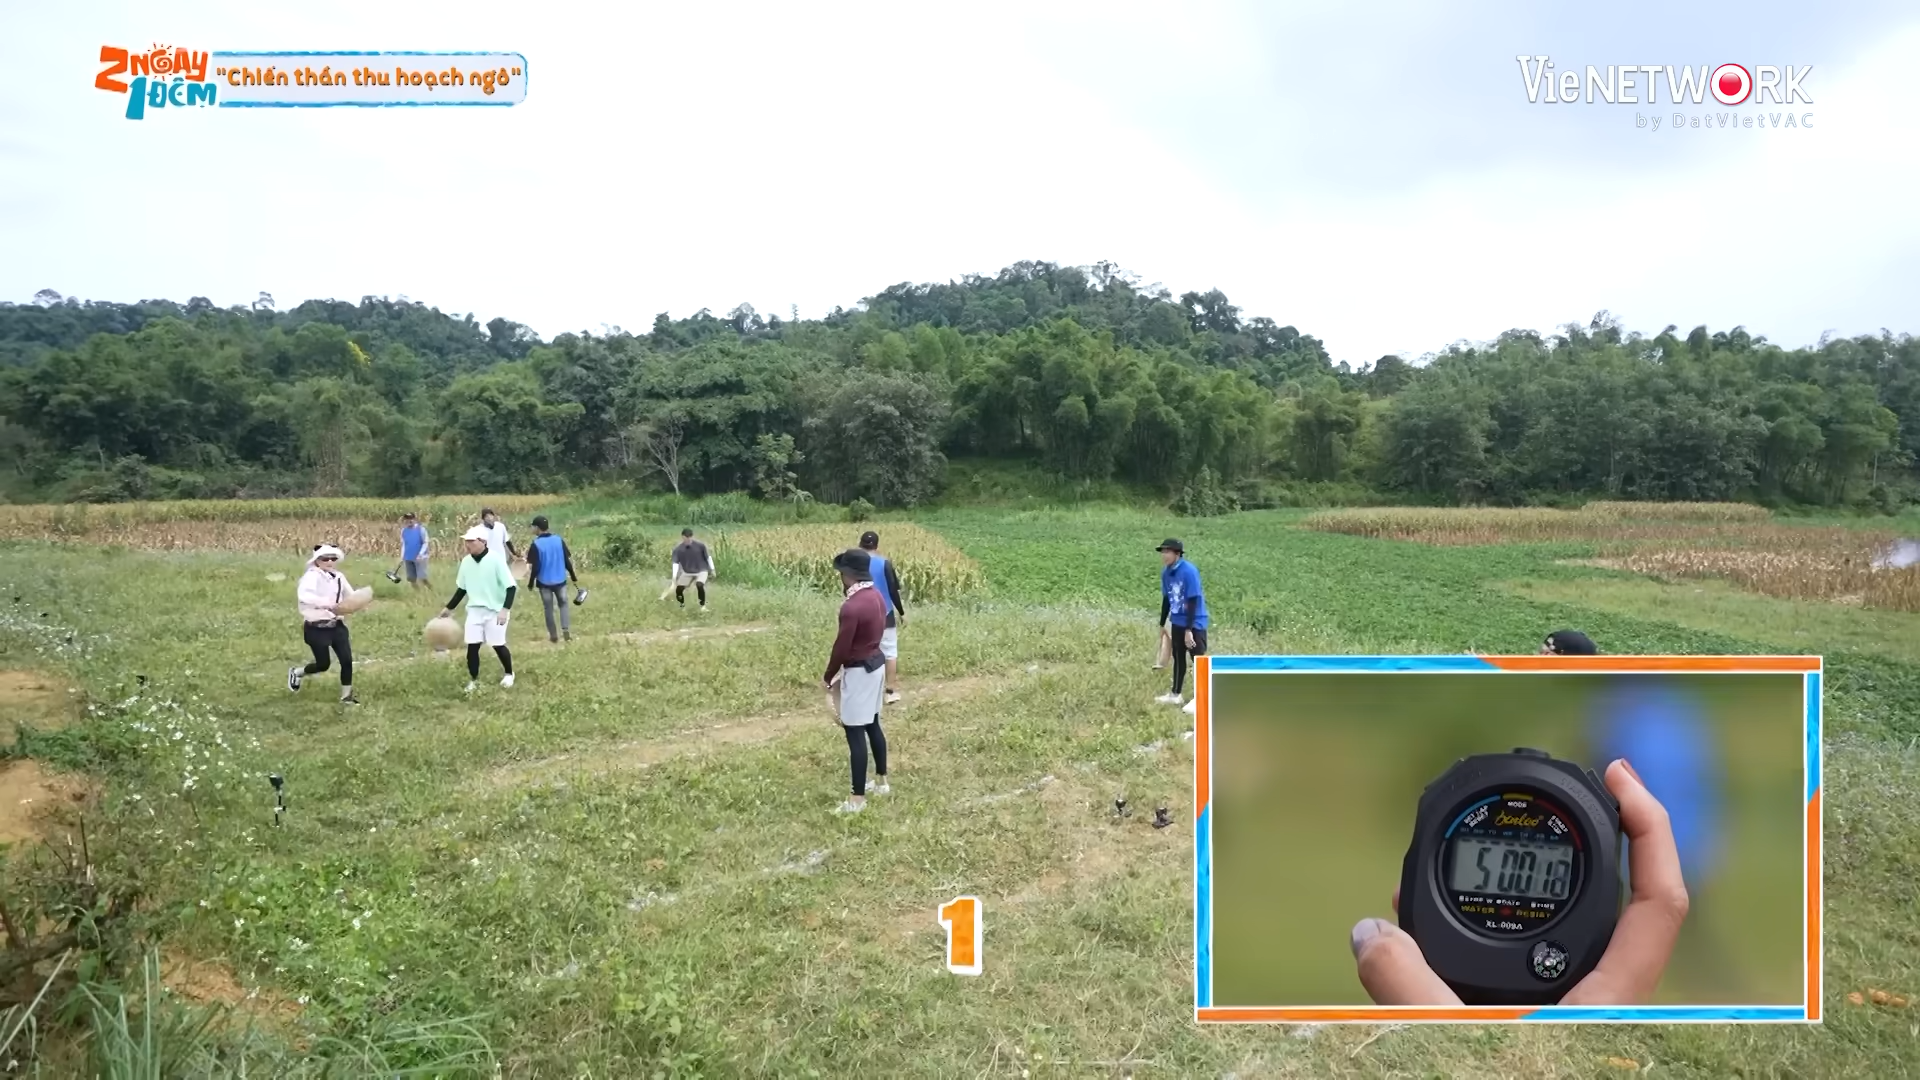 2 NGÀY 1 ĐÊM
"Chiến thần thu hoạch ngô"
VieNETWORK
by DatVietVAC
1
MODE
5 00 18
WATER RESIST
XL-009A